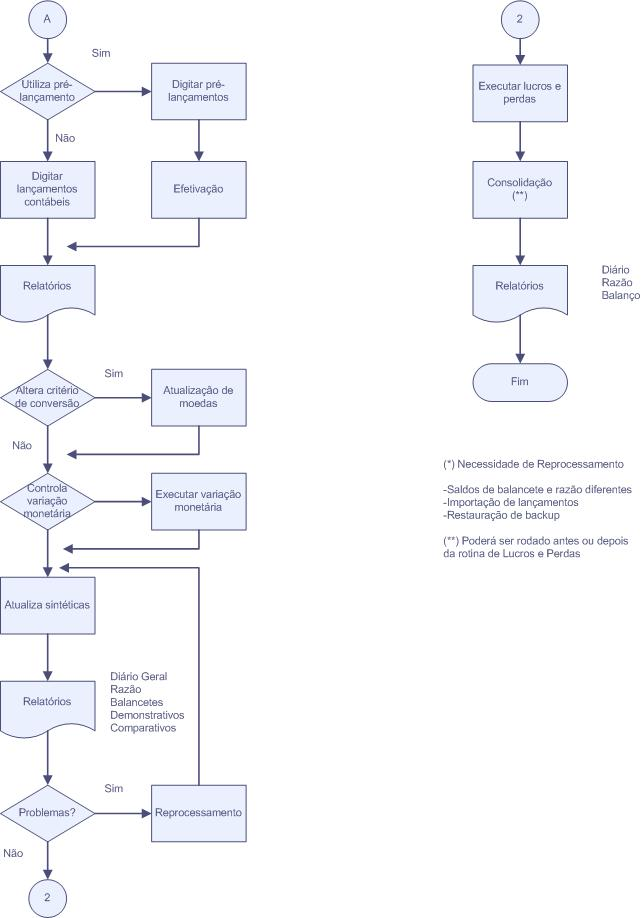 A
Sim
Utiliza pré-
lançamento
Digitar pré-
lançamentos
Não
Digitar
lançamentos
contábeis
Efetivação
Relatórios
Sim
Altera critério
de conversão
Atualização de
moedas
Não
Controla
variação
monetária
Executar variação
monetária
Atualiza sintéticas
Relatórios
Diário Geral
Razão
Balancetes
Demonstrativos
Comparativos
Sim
Problemas?
Reprocessamento
Não
2
2
Executar lucros e
perdas
Consolidação
(**)
Relatórios
Diário
Razão
Balanço
Fim
(*) Necessidade de Reprocessamento
-Saldos de balancete e razão diferentes
-Importação de lançamentos
-Restauração de backup
(**) Poderá ser rodado antes ou depois
da rotina de Lucros e Perdas